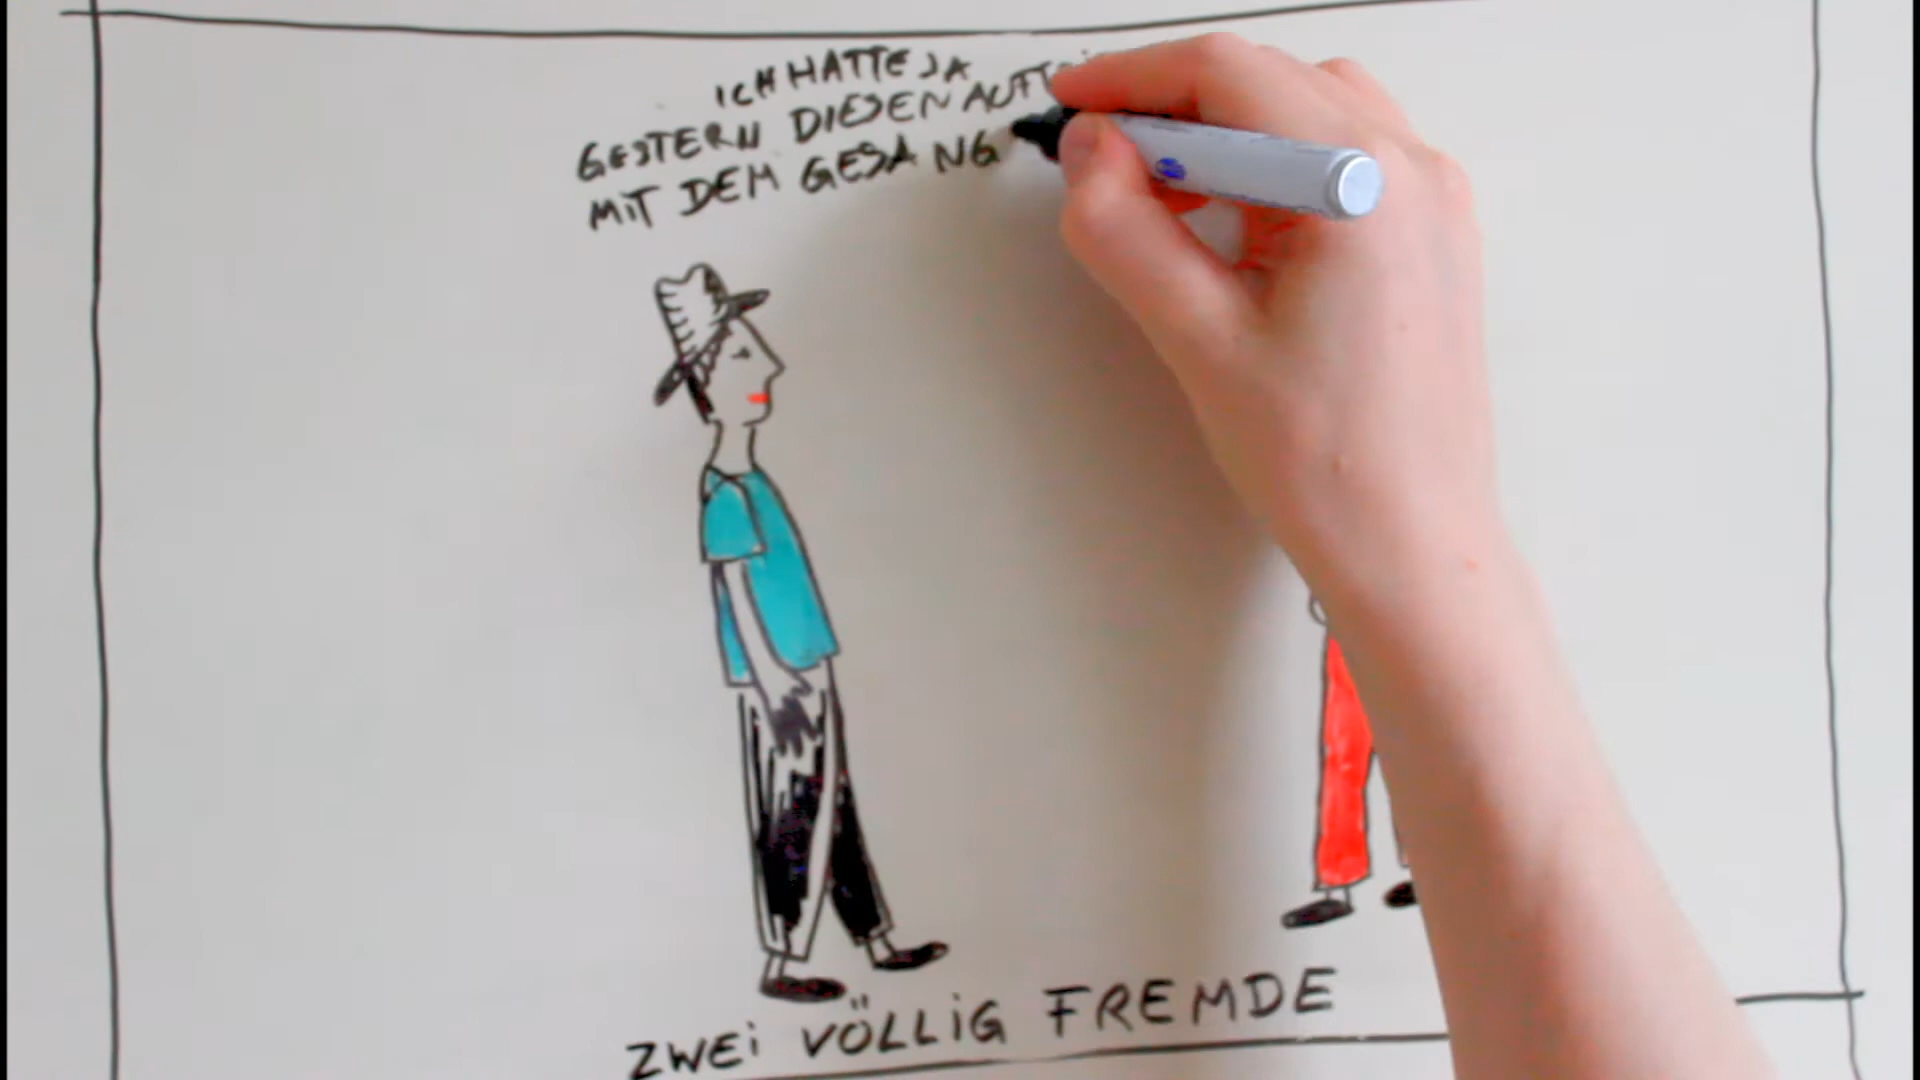 ICH HATTE JA
GESTERN DIESEN
MIT DEM GESANG
ZWEI VÖLLIG FREMDE